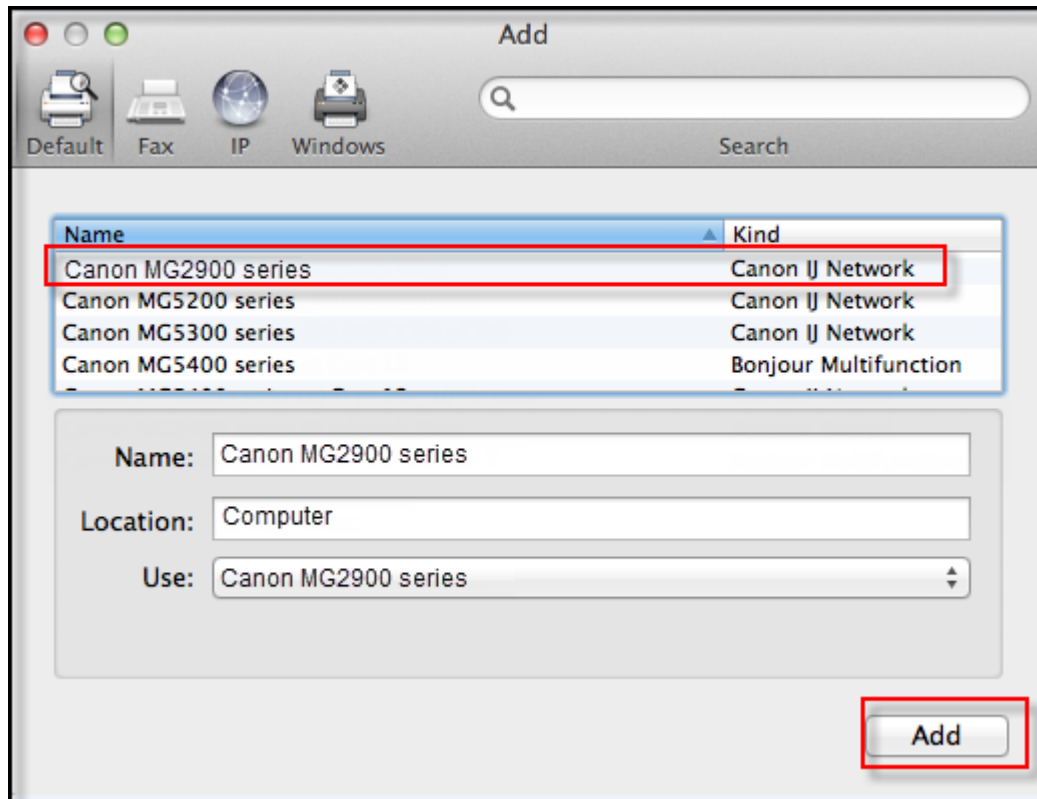 Add
Default Fax IP Windows Search
Name Kind
Canon MG2900 series Canon IJ Network
Canon MG5200 series Canon IJ Network
Canon MG5300 series Canon IJ Network
Canon MG5400 series Bonjour Multifunction
Name: Canon MG2900 series
Location: Computer
Use: Canon MG2900 series
Add